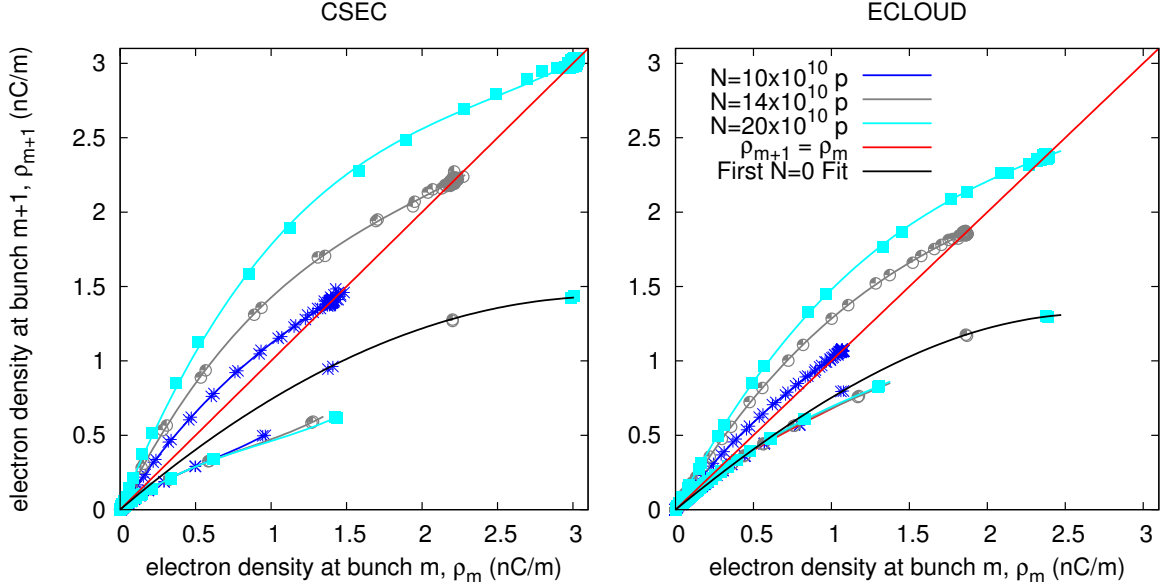 CSEC
ECLOUD
electron density at bunch m+1, ρm+1 (nC/m)
3
2.5
2
1.5
1
0.5
0
0 0.5 1 1.5 2 2.5 3
electron density at bunch m, ρm (nC/m)
N=10x10^10 p
N=14x10^10 p
N=20x10^10 p
ρm+1 = ρm
First N=0 Fit
3
2.5
2
1.5
1
0.5
0
0 0.5 1 1.5 2 2.5 3
electron density at bunch m, ρm (nC/m)